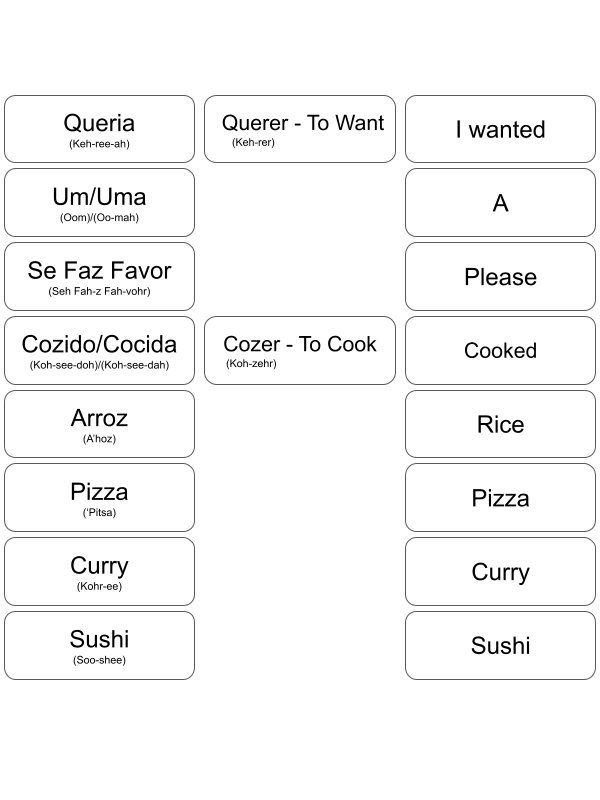 Queria
(Keh-ree-ah)
Querer - To Want
(Keh-rer)
I wanted
Um/Uma
(Oom)/(Oo-mah)
A
Se Faz Favor
(Seh Fah-z Fah-vohr)
Please
Cozido/Cocida
(Koh-see-doh)/(Koh-see-dah)
Cozer - To Cook
(Koh-zehr)
Cooked
Arroz
(A'hoz)
Rice
Pizza
('Pitsa)
Pizza
Curry
(Kohr-ee)
Curry
Sushi
(Soo-shee)
Sushi